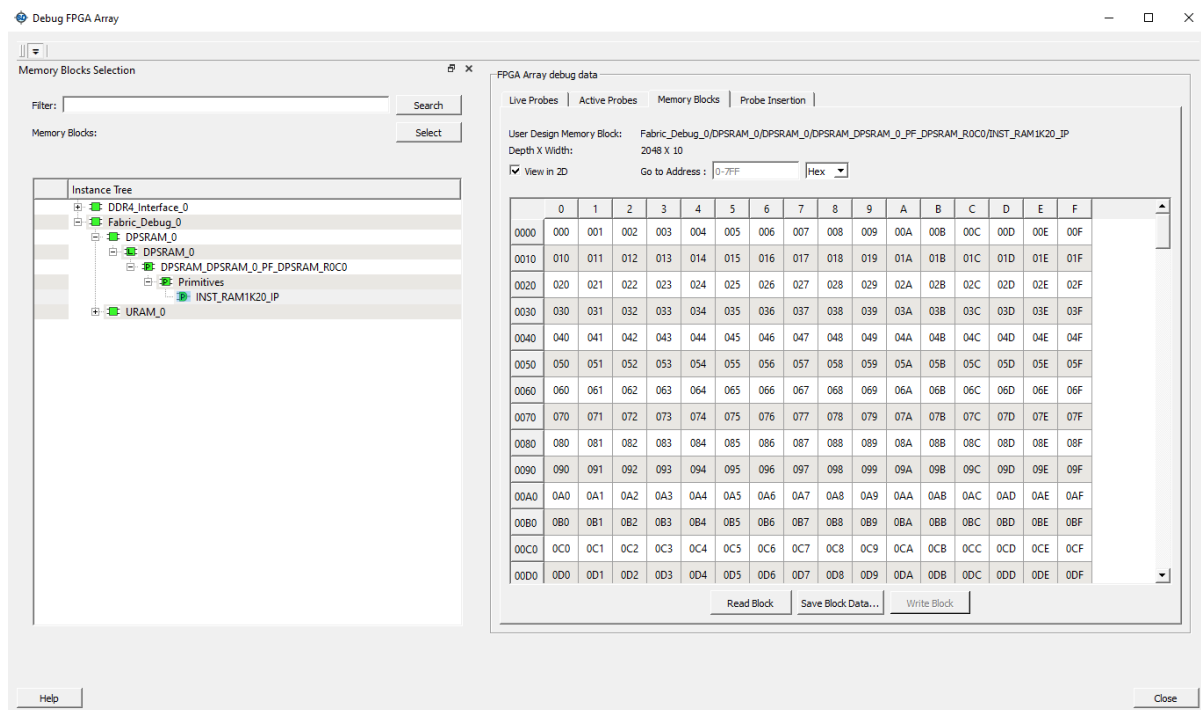 Debug FPGA Array
Memory Blocks Selection
Filter:
Search
Memory Blocks:
Select
Instance Tree
DDR4_Interface_0
Fabric_Debug_0
DPSRAM_0
DPSRAM_0
DPSRAM_DPSRAM_0_PF_DPSRAM_R0C0
Primitives
INST_RAM1K20_IP
URAM_0
FPGA Array debug data
Live Probes Active Probes Memory Blocks Probe Insertion
User Design Memory Block: Fabric_Debug_0/DPSRAM_0/DPSRAM_0/DPSRAM_DPSRAM_0_PF_DPSRAM_R0C0/INST_RAM1K20_IP
Depth X Width: 2048 X 10
View in 2D Go to Address : 0-7FF Hex
0 1 2 3 4 5 6 7 8 9 A B C D E F
0000 000 001 002 003 004 005 006 007 008 009 00A 00B 00C 00D 00E 00F
0010 010 011 012 013 014 015 016 017 018 019 01A 01B 01C 01D 01E 01F
0020 020 021 022 023 024 025 026 027 028 029 02A 02B 02C 02D 02E 02F
0030 030 031 032 033 034 035 036 037 038 039 03A 03B 03C 03D 03E 03F
0040 040 041 042 043 044 045 046 047 048 049 04A 04B 04C 04D 04E 04F
0050 050 051 052 053 054 055 056 057 058 059 05A 05B 05C 05D 05E 05F
0060 060 061 062 063 064 065 066 067 068 069 06A 06B 06C 06D 06E 06F
0070 070 071 072 073 074 075 076 077 078 079 07A 07B 07C 07D 07E 07F
0080 080 081 082 083 084 085 086 087 088 089 08A 08B 08C 08D 08E 08F
0090 090 091 092 093 094 095 096 097 098 099 09A 09B 09C 09D 09E 09F
00A0 0A0 0A1 0A2 0A3 0A4 0A5 0A6 0A7 0A8 0A9 0AA 0AB 0AC 0AD 0AE 0AF
00B0 0B0 0B1 0B2 0B3 0B4 0B5 0B6 0B7 0B8 0B9 0BA 0BB 0BC 0BD 0BE 0BF
00C0 0C0 0C1 0C2 0C3 0C4 0C5 0C6 0C7 0C8 0C9 0CA 0CB 0CC 0CD 0CE 0CF
00D0 0D0 0D1 0D2 0D3 0D4 0D5 0D6 0D7 0D8 0D9 0DA 0DB 0DC 0DD 0DE 0DF
Read Block Save Block Data... Write Block
Help
Close